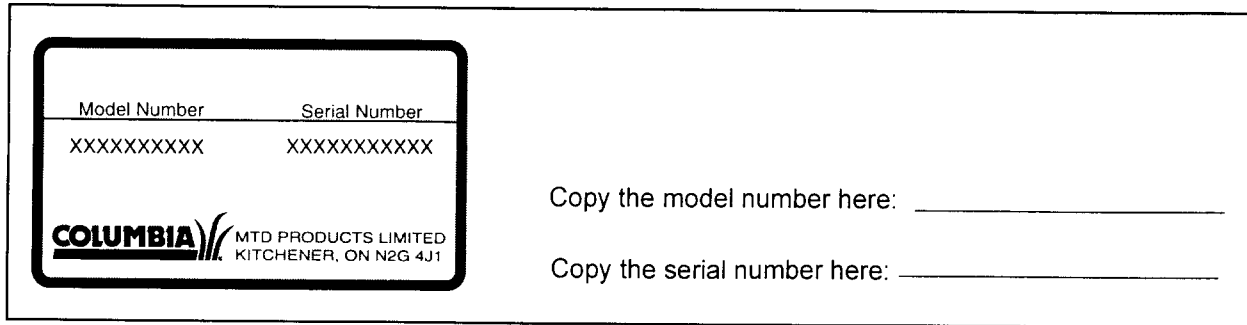 Model Number Serial Number
XXXXXXXXXX XXXXXXXXXXX
COLUMBIA MTD PRODUCTS LIMITED
KITCHENER, ON N2G 4J1
Copy the model number here:
Copy the serial number here: